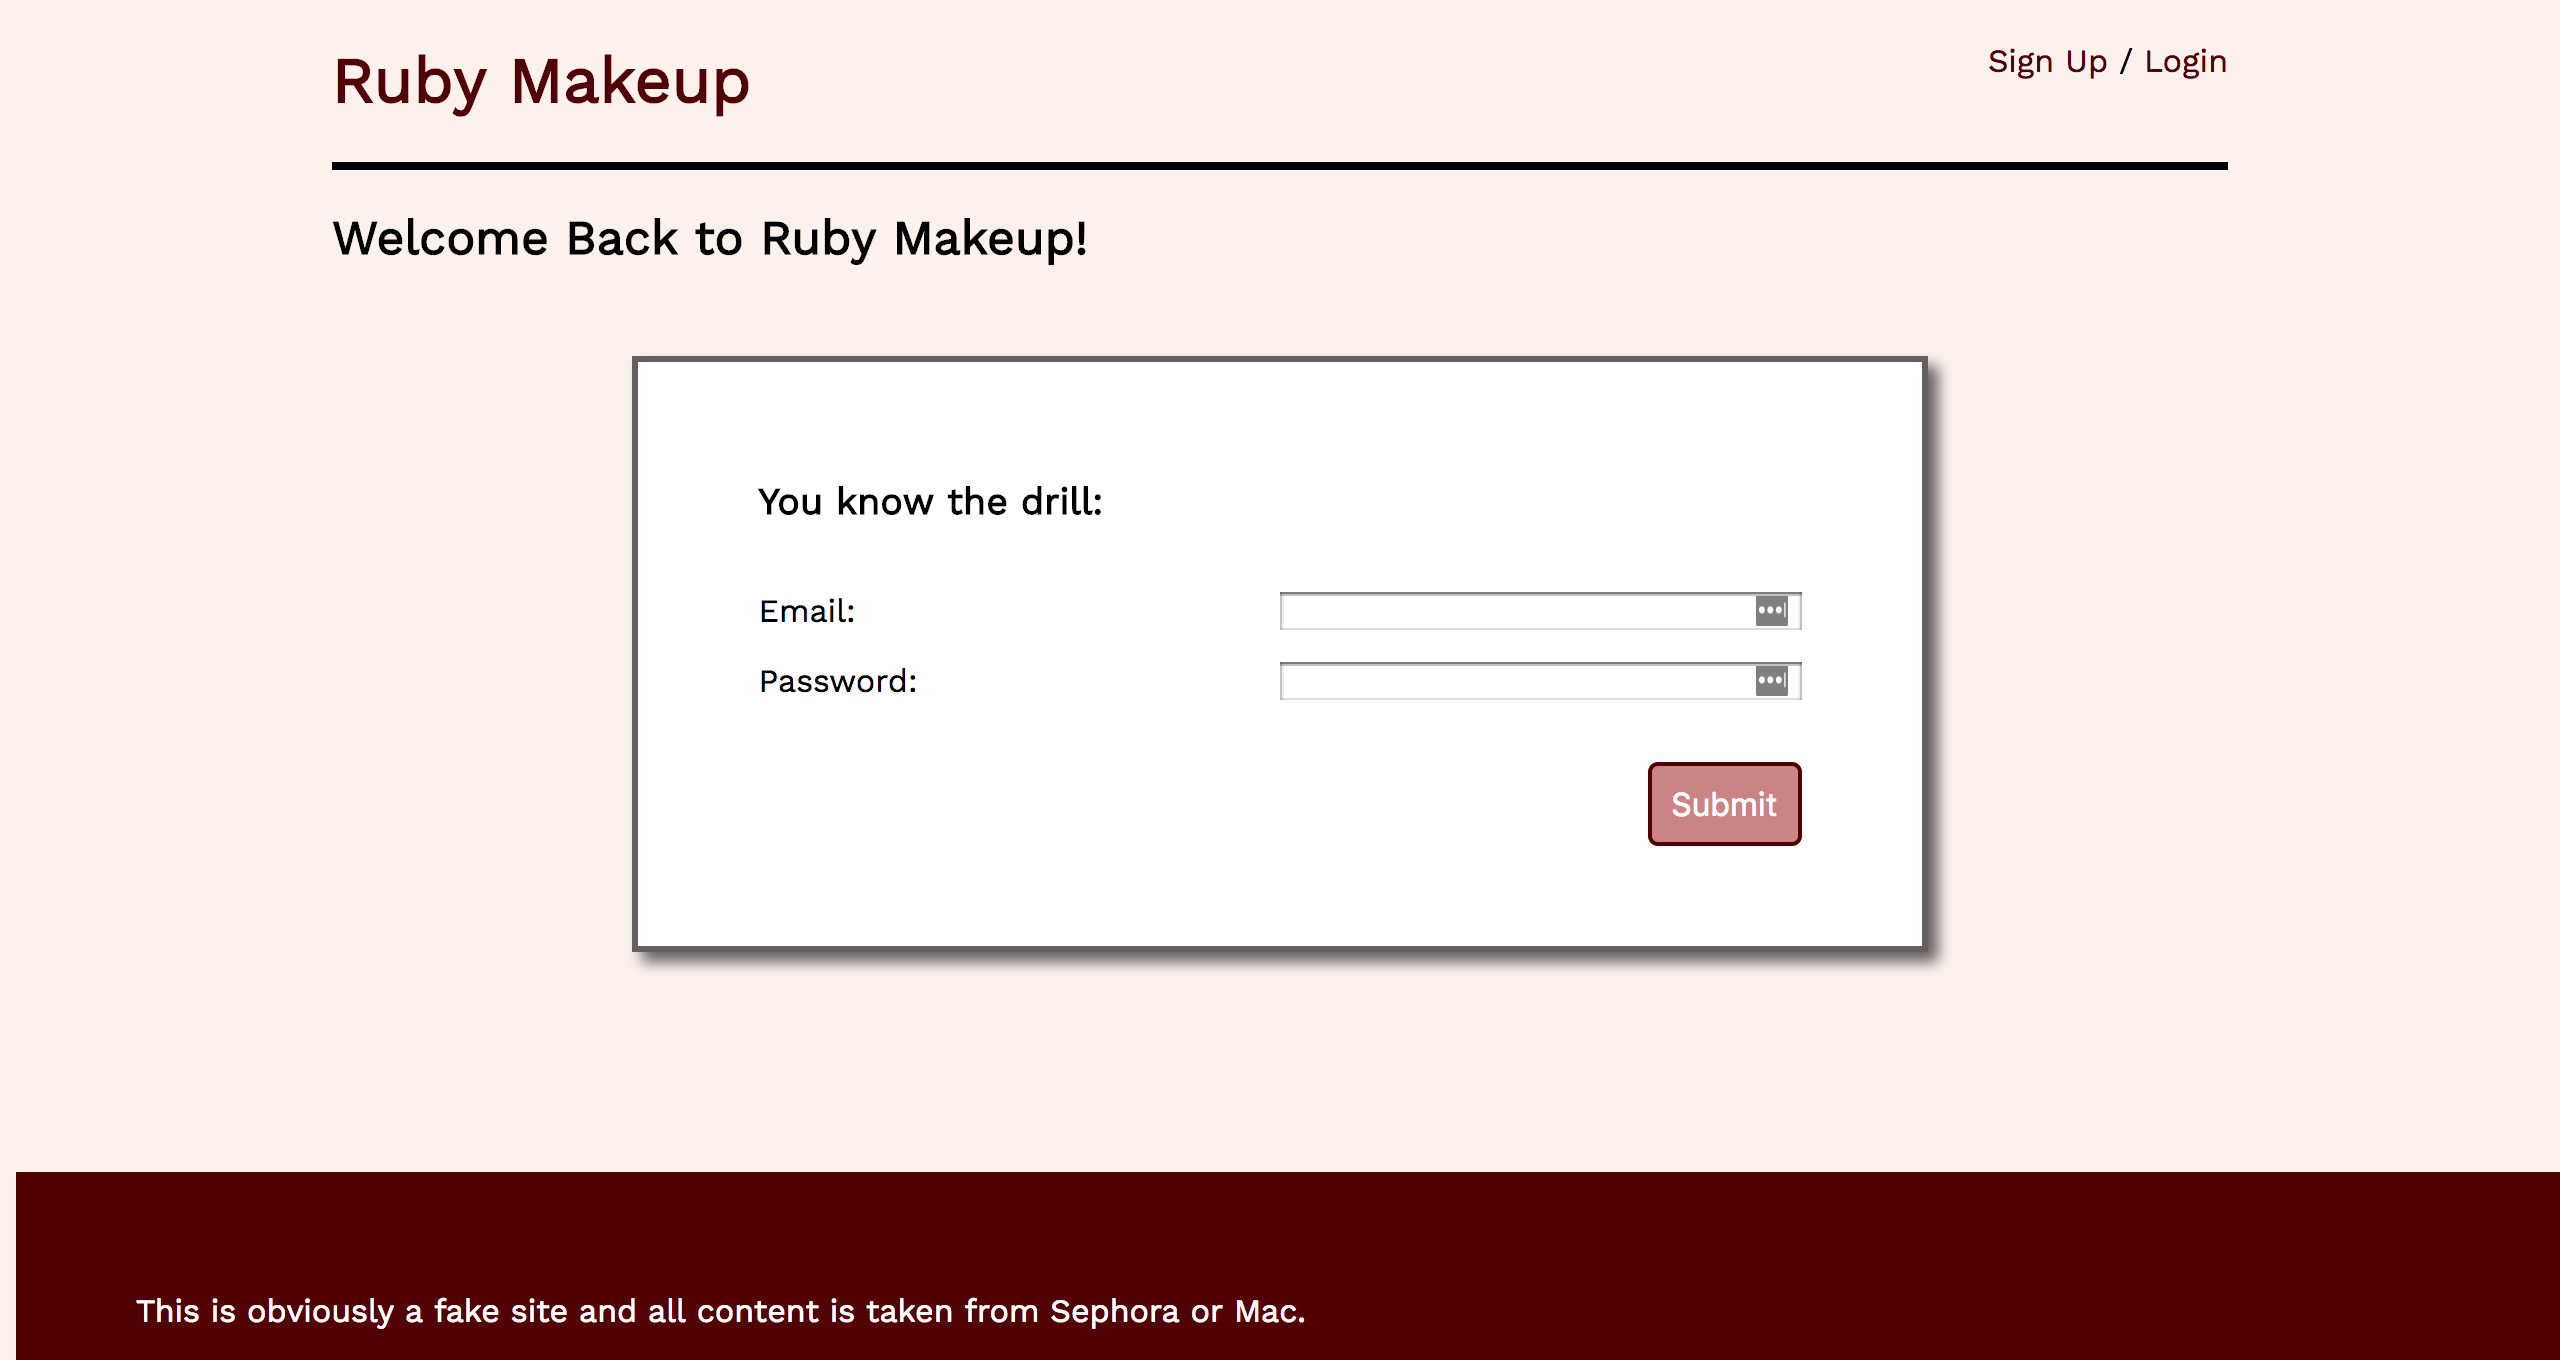 Ruby Makeup
Sign Up / Login
Welcome Back to Ruby Makeup!
You know the drill:
Email:
Password:
Submit
This is obviously a fake site and all content is taken from Sephora or Mac.